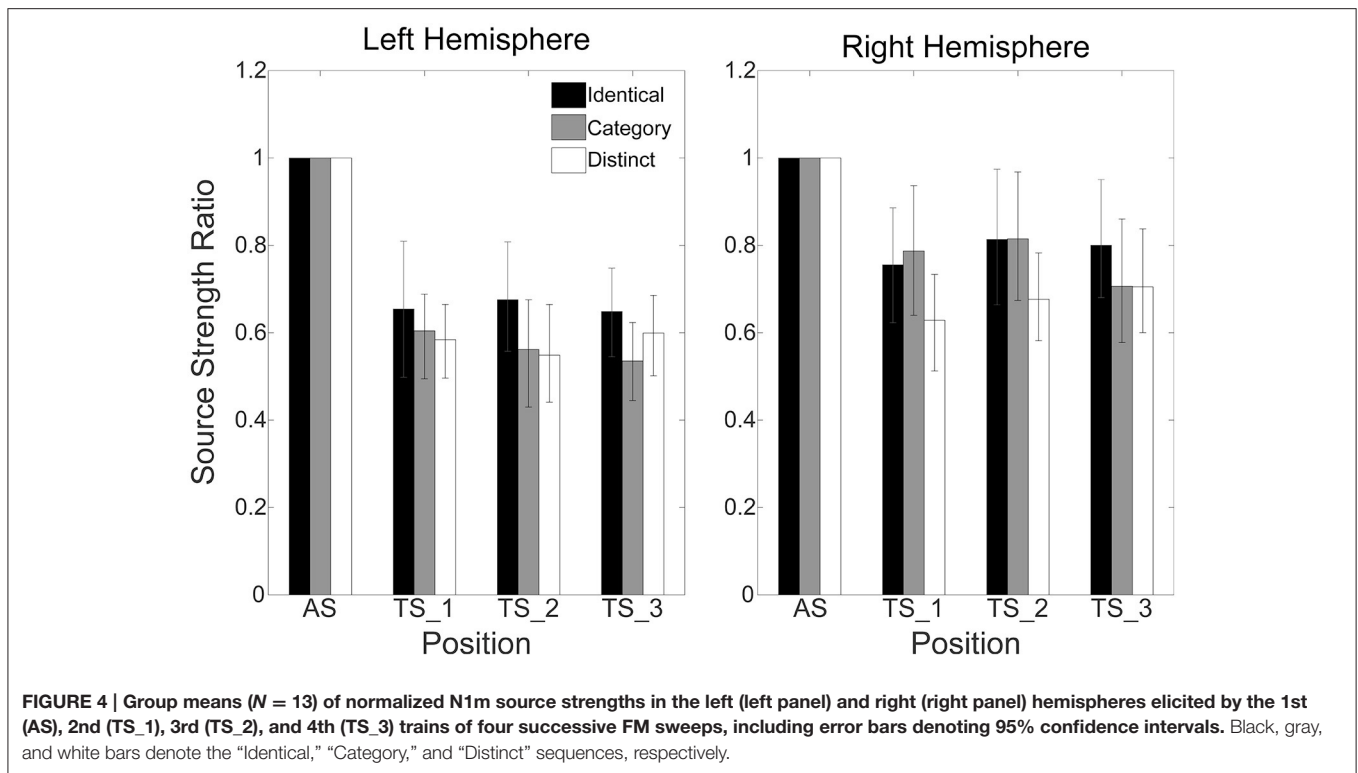 Left Hemisphere
Right Hemisphere
Source Strength Ratio
1.2
1
0.8
0.6
0.4
0.2
0
Identical
Category
Distinct
AS TS_1 TS_2 TS_3
Position
1.2
1
0.8
0.6
0.4
0.2
0
AS TS_1 TS_2 TS_3
Position
FIGURE 4 | Group means (N = 13) of normalized N1m source strengths in the left (left panel) and right (right panel) hemispheres elicited by the 1st
(AS), 2nd (TS_1), 3rd (TS_2), and 4th (TS_3) trains of four successive FM sweeps, including error bars denoting 95% confidence intervals. Black, gray,
and white bars denote the “Identical,” “Category,” and “Distinct” sequences, respectively.